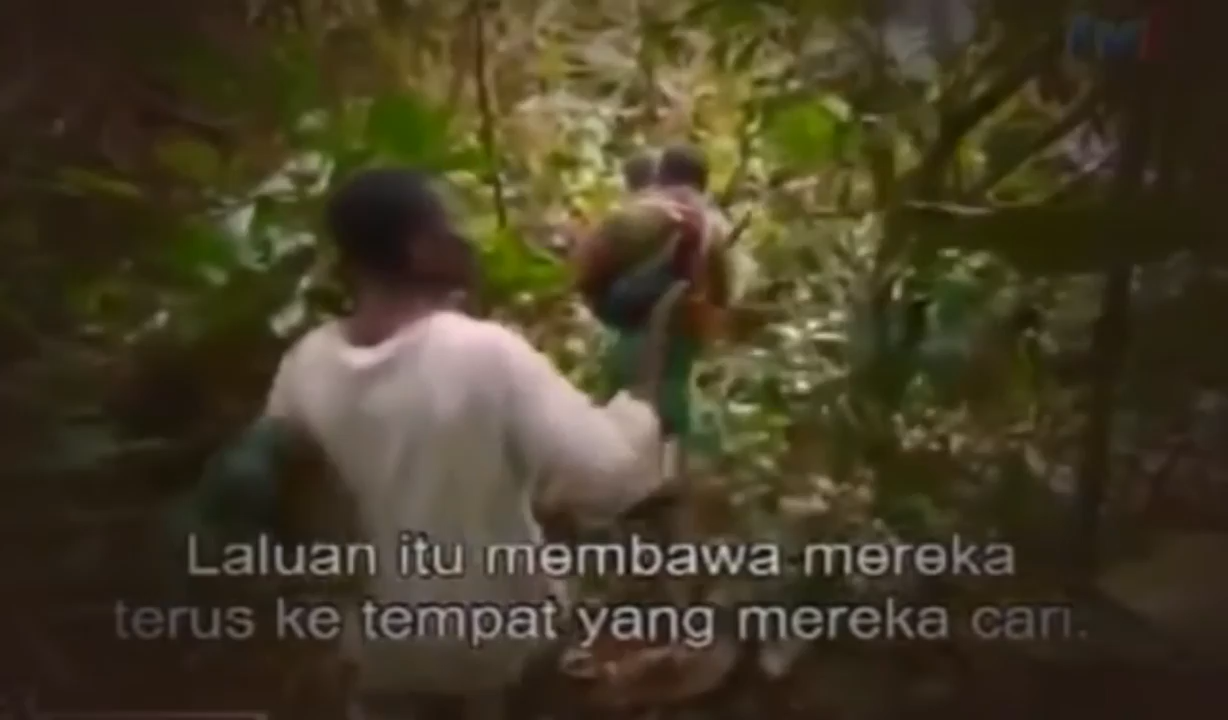 Laluan itu membawa mereka
terus ke tempat yang mereka cari.